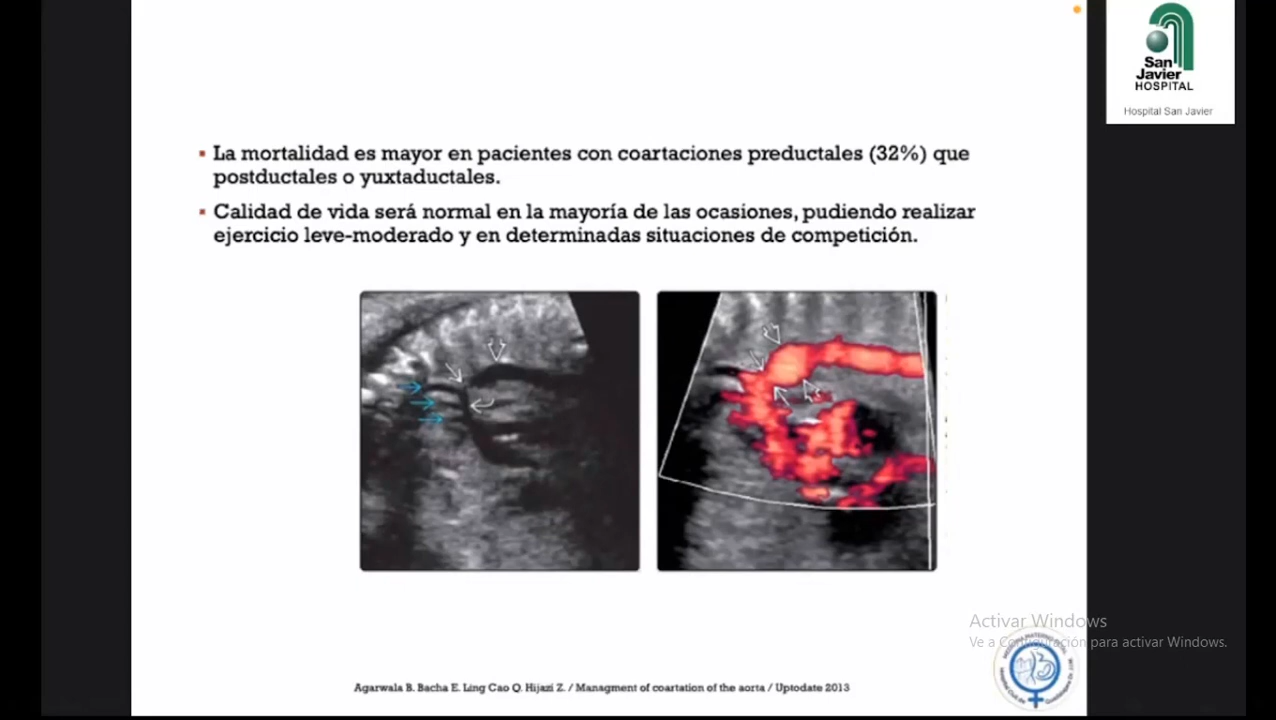 San
Javier
HOSPITAL
Hospital San Javier
La mortalidad es mayor en pacientes con coartaciones preductales (32%) que
postductales o yuxtaductales.
Calidad de vida será normal en la mayoría de las ocasiones, pudiendo realizar
ejercicio leve-moderado y en determinadas situaciones de competición.
Activar Windows
Ve a Configuración para activar Windows.
Agarwala B. Bacha E. Ling Cao Q. Hijazi Z. / Managment of coartation of the aorta / Uptodate 2013